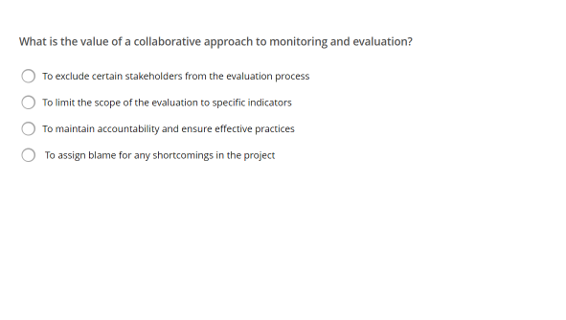 What is the value of a collaborative approach to monitoring and evaluation?
To exclude certain stakeholders from the evaluation process
To limit the scope of the evaluation to specific indicators
To maintain accountability and ensure effective practices
To assign blame for any shortcomings in the project